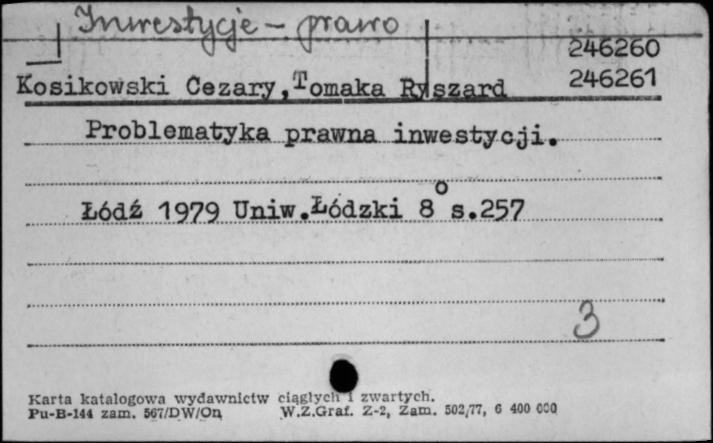 Inwestycje - prawo
246260
Kosikowski Cezary, Tomaka Ryszard 246261
Problematyka prawna inwestycji.
Łódź 1979 Uniw. Łódzki 8° s.257
3
Karta katalogowa wydawnictw ciągłych i zwartych.
Pu-B-144 zam. 567/DW/On W.Z.Graf. Z-2, Zam. 502/77, 6 400 000